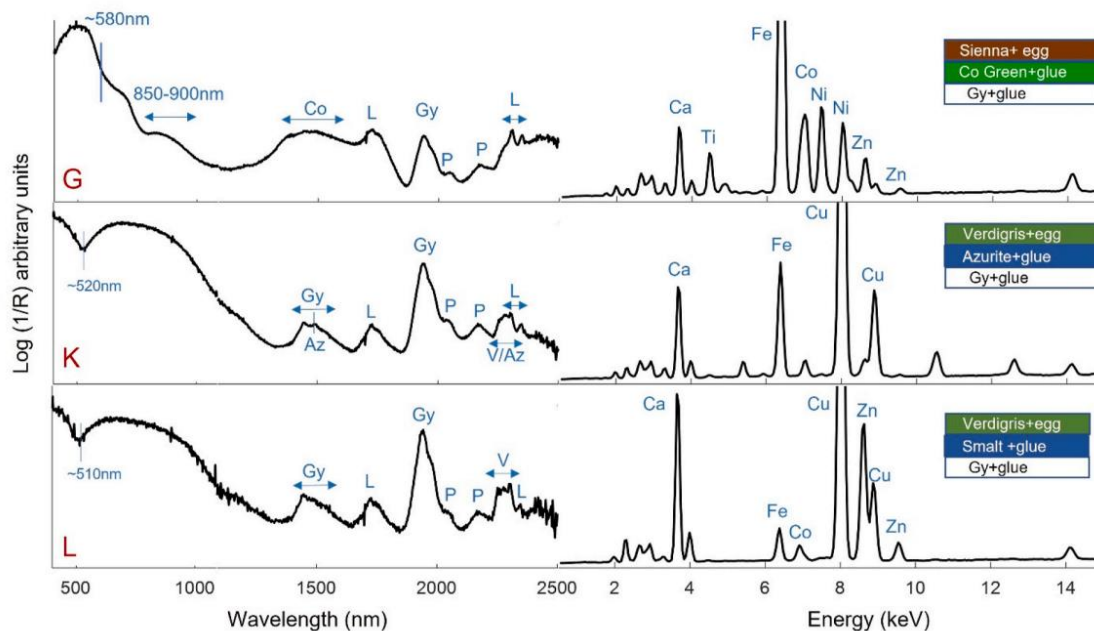 ~580nm
850-900nm
Co
L
Gy
P
P
L
G
Fe
Ca
Ti
Co
Ni
Ni
Zn
Zn
Sienna+ egg
Co Green+glue
Gy+glue
~520nm
Gy
Az
L
Gy
P
P
L
V/Az
K
Cu
Ca
Fe
Cu
Verdigris+egg
Azurite+glue
Gy+glue
~510nm
Gy
L
Gy
P
P
V
L
L
Ca
Cu
Zn
Cu
Fe
Co
Zn
Verdigris+egg
Smalt +glue
Gy+glue
Log (1/R) arbitrary units
500 1000 1500 2000 2500
2 4 6 8 10 12 14
Wavelength (nm)
Energy (keV)